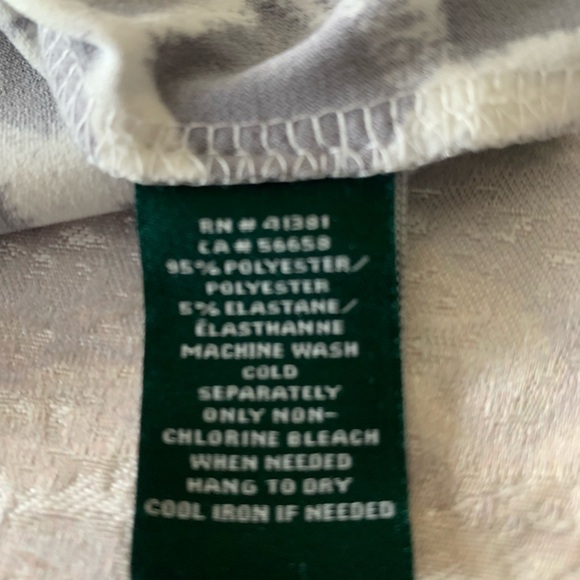 RN # 41381
CA # 56658
95% POLYESTER/
POLYESTER
5% ELASTANE/
ÉLASTHANNE
MACHINE WASH
COLD
SEPARATELY
ONLY NON-
CHLORINE BLEACH
WHEN NEEDED
HANG TO DRY
COOL IRON IF NEEDED